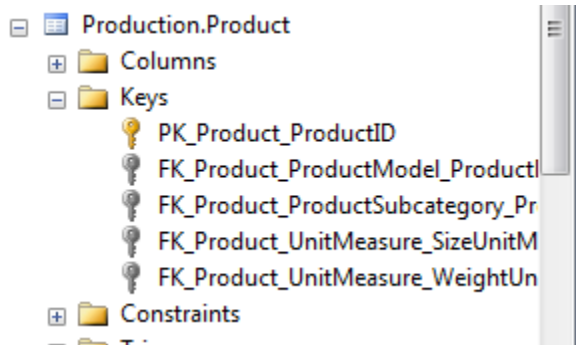 Production.Product
Columns
Keys
PK_Product_ProductID
FK_Product_ProductModel_Product
FK_Product_ProductSubcategory_Pr
FK_Product_UnitMeasure_SizeUnitM
FK_Product_UnitMeasure_WeightUn
Constraints